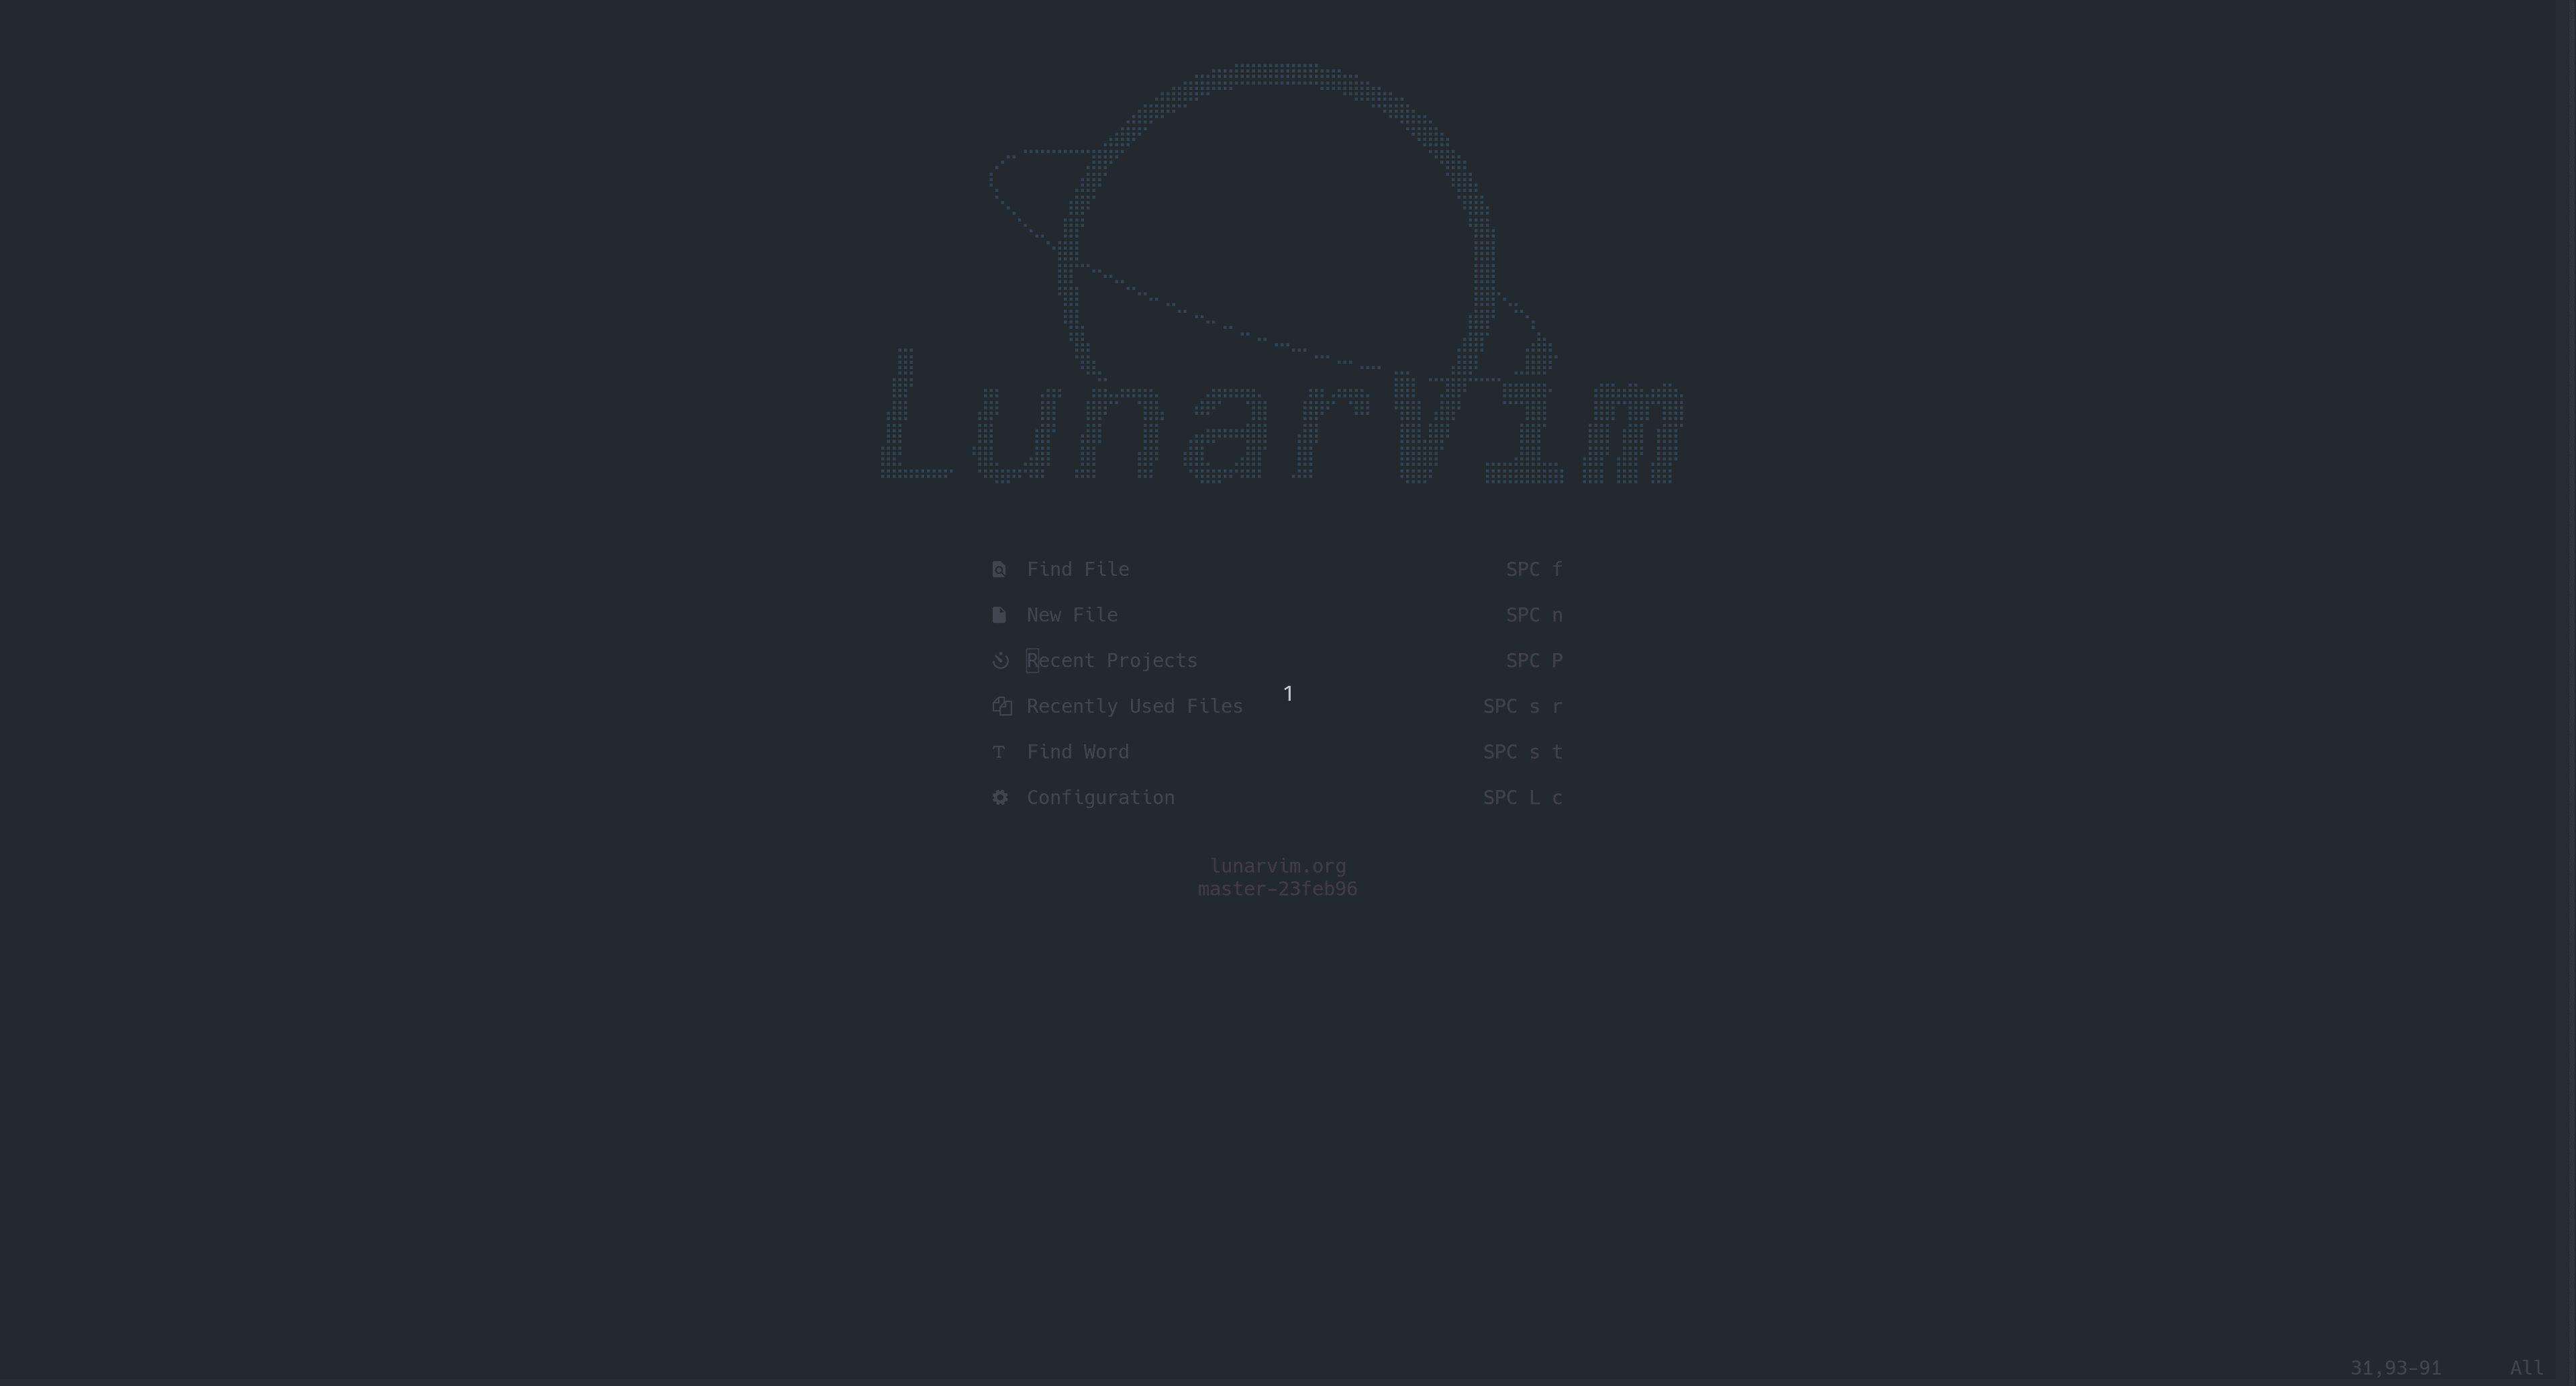 LunarVim
Find File SPC f
New File SPC n
Recent Projects SPC P
1
Recently Used Files SPC s r
Find Word SPC s t
Configuration SPC L c
lunarvim.org
master-23feb96
31,93-91 All